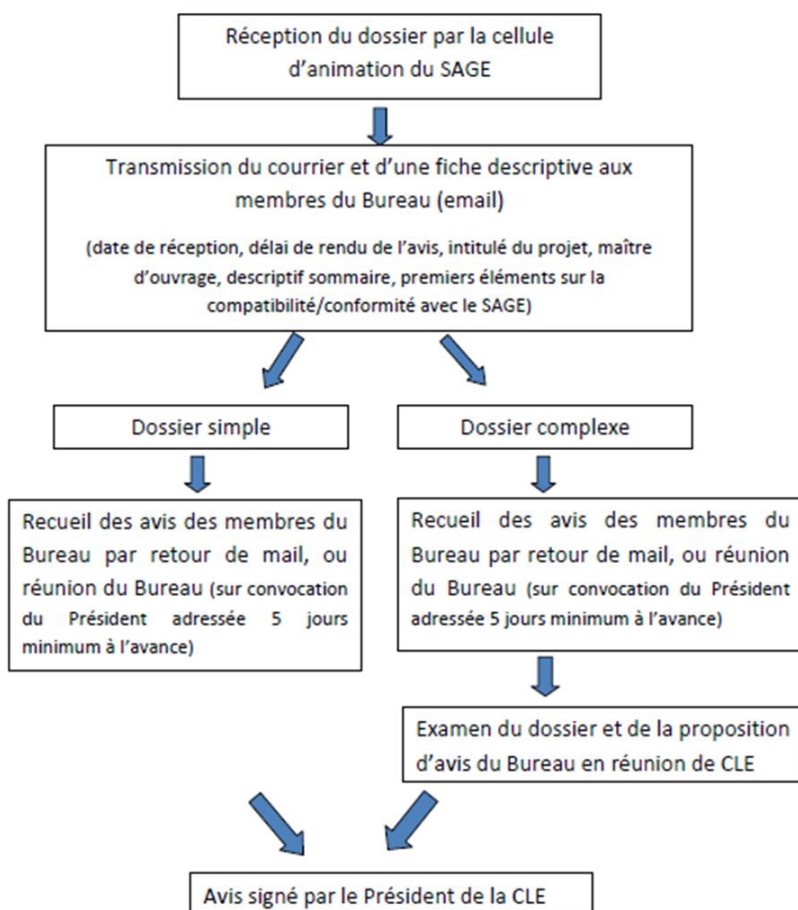 Réception du dossier par la cellule
d'animation du SAGE
Transmission du courrier et d'une fiche descriptive aux
membres du Bureau (email)
(date de réception, délai de rendu de l'avis, intitulé du projet, maître
d'ouvrage, descriptif sommaire, premiers éléments sur la
compatibilité/conformité avec le SAGE)
Dossier simple
Dossier complexe
Recueil des avis des membres du
Bureau par retour de mail, ou
réunion du Bureau (sur convocation
du Président adressée 5 jours
minimum à l'avance)
Recueil des avis des membres du
Bureau par retour de mail, ou réunion
du Bureau (sur convocation du Président
adressée 5 jours minimum à l'avance)
Examen du dossier et de la proposition
d'avis du Bureau en réunion de CLE
Avis signé par le Président de la CLE